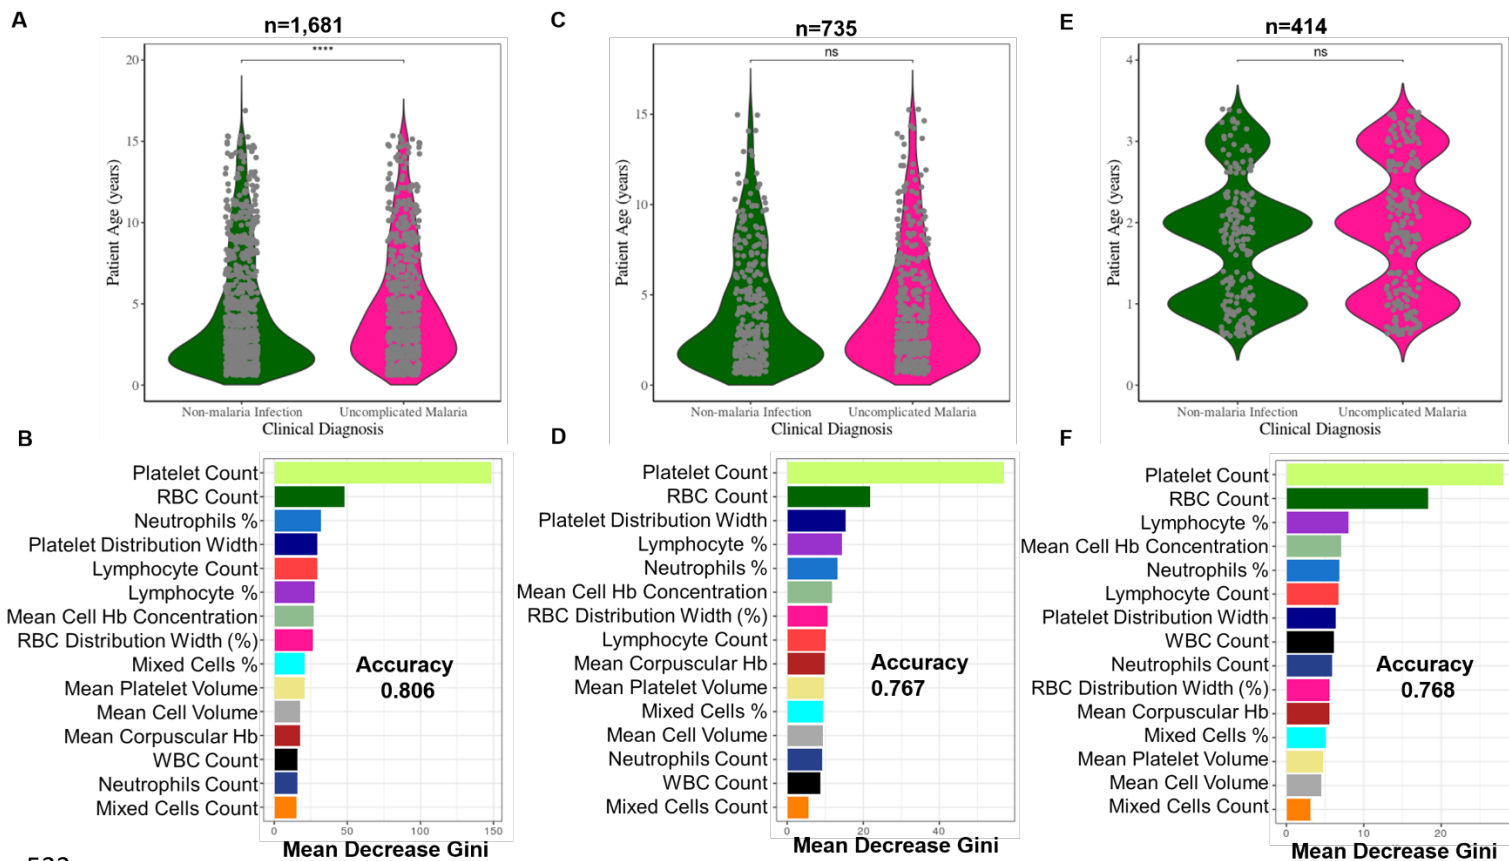 A
n=1,681
****
20
15
10
5
0
Patient Age (years)
Non-malaria Infection
Uncomplicated Malaria
Clinical Diagnosis
C
n=735
ns
15
10
5
0
Patient Age (years)
Non-malaria Infection
Uncomplicated Malaria
Clinical Diagnosis
E
n=414
ns
4
3
2
1
0
Patient Age (years)
Non-malaria Infection
Uncomplicated Malaria
Clinical Diagnosis
B
Platelet Count
RBC Count
Neutrophils %
Platelet Distribution Width
Lymphocyte Count
Lymphocyte %
Mean Cell Hb Concentration
RBC Distribution Width (%)
Mixed Cells %
Mean Platelet Volume
Mean Cell Volume
Mean Corpuscular Hb
WBC Count
Neutrophils Count
Mixed Cells Count
Accuracy
0.806
0
50
100
150
Mean Decrease Gini
D
Platelet Count
RBC Count
Platelet Distribution Width
Lymphocyte %
Neutrophils %
Mean Cell Hb Concentration
RBC Distribution Width (%)
Lymphocyte Count
Mean Corpuscular Hb
Mean Platelet Volume
Mixed Cells %
Mean Cell Volume
Neutrophils Count
WBC Count
Mixed Cells Count
Accuracy
0.767
0
20
40
Mean Decrease Gini
F
Platelet Count
RBC Count
Lymphocyte %
Mean Cell Hb Concentration
Neutrophils %
Lymphocyte Count
Platelet Distribution Width
WBC Count
Neutrophils Count
RBC Distribution Width (%)
Mean Corpuscular Hb
Mixed Cells %
Mean Platelet Volume
Mean Cell Volume
Mixed Cells Count
Accuracy
0.768
0
10
20
Mean Decrease Gini